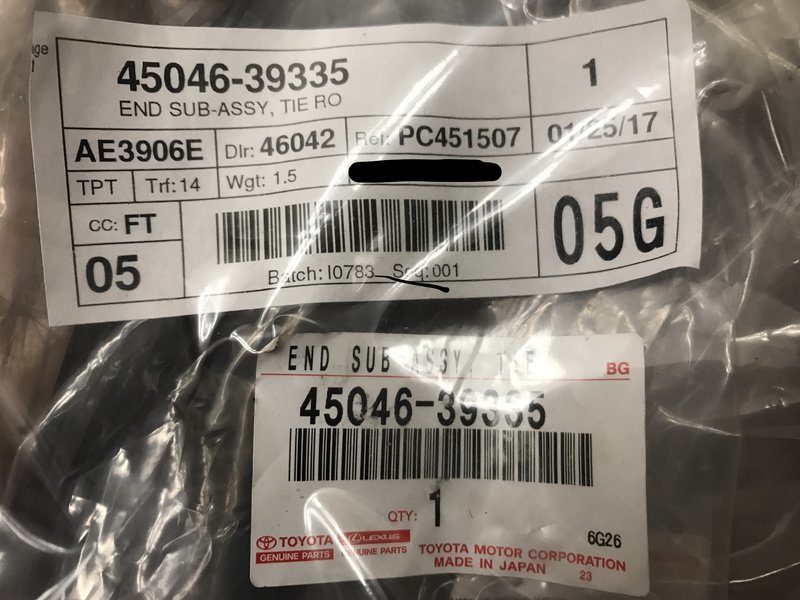 45046-39335
END SUB-ASSY, TIE RO
1
AE3906E
Dlr: 46042
Ref: PC451507
01/25/17
TPT
Trf: 14
Wgt: 1.5
CC: FT
05
Batch: I0783 Seq: 001
05G
END SUB-ASSY, TIE
BG
45046-39335
QTY: 1
TOYOTA
GENUINE PARTS
LEXUS
GENUINE PARTS
6G26
TOYOTA MOTOR CORPORATION
MADE IN JAPAN 23